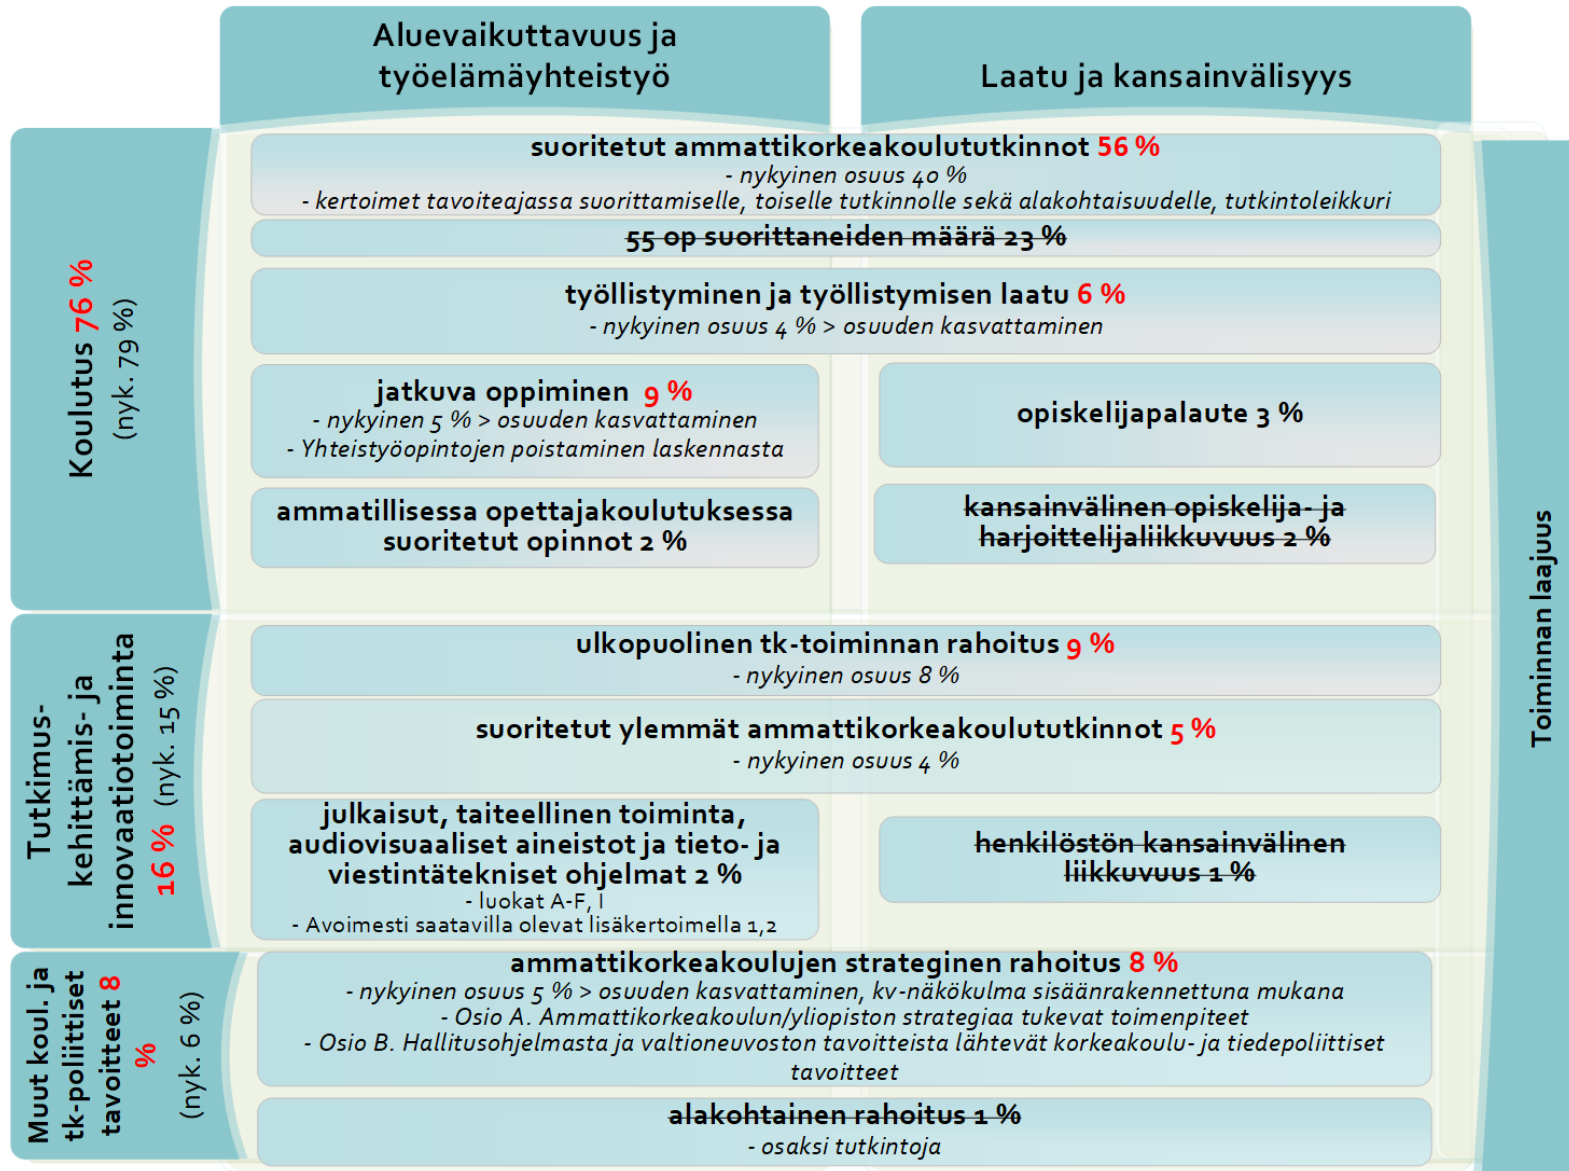 Aluevaikuttavuus ja
työelämäyhteistyö
Laatu ja kansainvälisyys
Koulutus 76 %
(nyk. 79 %)
suoritetut ammattikorkeakoulututkinnot 56 %
- nykyinen osuus 40 %
- kertoimet tavoiteajassa suorittamiselle, toiselle tutkinnolle sekä alakohtaisuudelle, tutkintoleikkuri
55 op suorittaneiden määrä 23 %
työllistyminen ja työllistymisen laatu 6 %
- nykyinen osuus 4 % > osuuden kasvattaminen
jatkuva oppiminen 9 %
- nykyinen 5 % > osuuden kasvattaminen
- Yhteistyöopintojen poistaminen laskennasta
opiskelijapalaute 3 %
ammatillisessa opettajakoulutuksessa
suoritetut opinnot 2 %
kansainvälinen opiskelija- ja
harjoittelijaliikkuvuus 2 %
Tutkimus-
kehittämis- ja
innovaatiotoiminta
16 % (nyk. 15 %)
ulkopuolinen tk-toiminnan rahoitus 9 %
- nykyinen osuus 8 %
suoritetut ylemmät ammattikorkeakoulututkinnot 5 %
- nykyinen osuus 4 %
julkaisut, taiteellinen toiminta,
audiovisuaaliset aineistot ja tieto- ja
viestintätekniset ohjelmat 2 %
- luokat A-F, I
- Avoimesti saatavilla olevat lisäkertoimella 1,2
henkilöstön kansainvälinen
liikkuvuus 1 %
Muut koul. ja
tk-poliittiset
tavoitteet 8
%
(nyk. 6 %)
ammattikorkeakoulujen strateginen rahoitus 8 %
- nykyinen osuus 5 % > osuuden kasvattaminen, kv-näkökulma sisäänrakennettuna mukana
- Osio A. Ammattikorkeakoulun/yliopiston strategiaa tukevat toimenpiteet
- Osio B. Hallitusohjelmasta ja valtioneuvoston tavoitteista lähtevät korkeakoulu- ja tiedepoliittiset
tavoitteet
alakohtainen rahoitus 1 %
- osaksi tutkintoja
Toiminnan laajuus